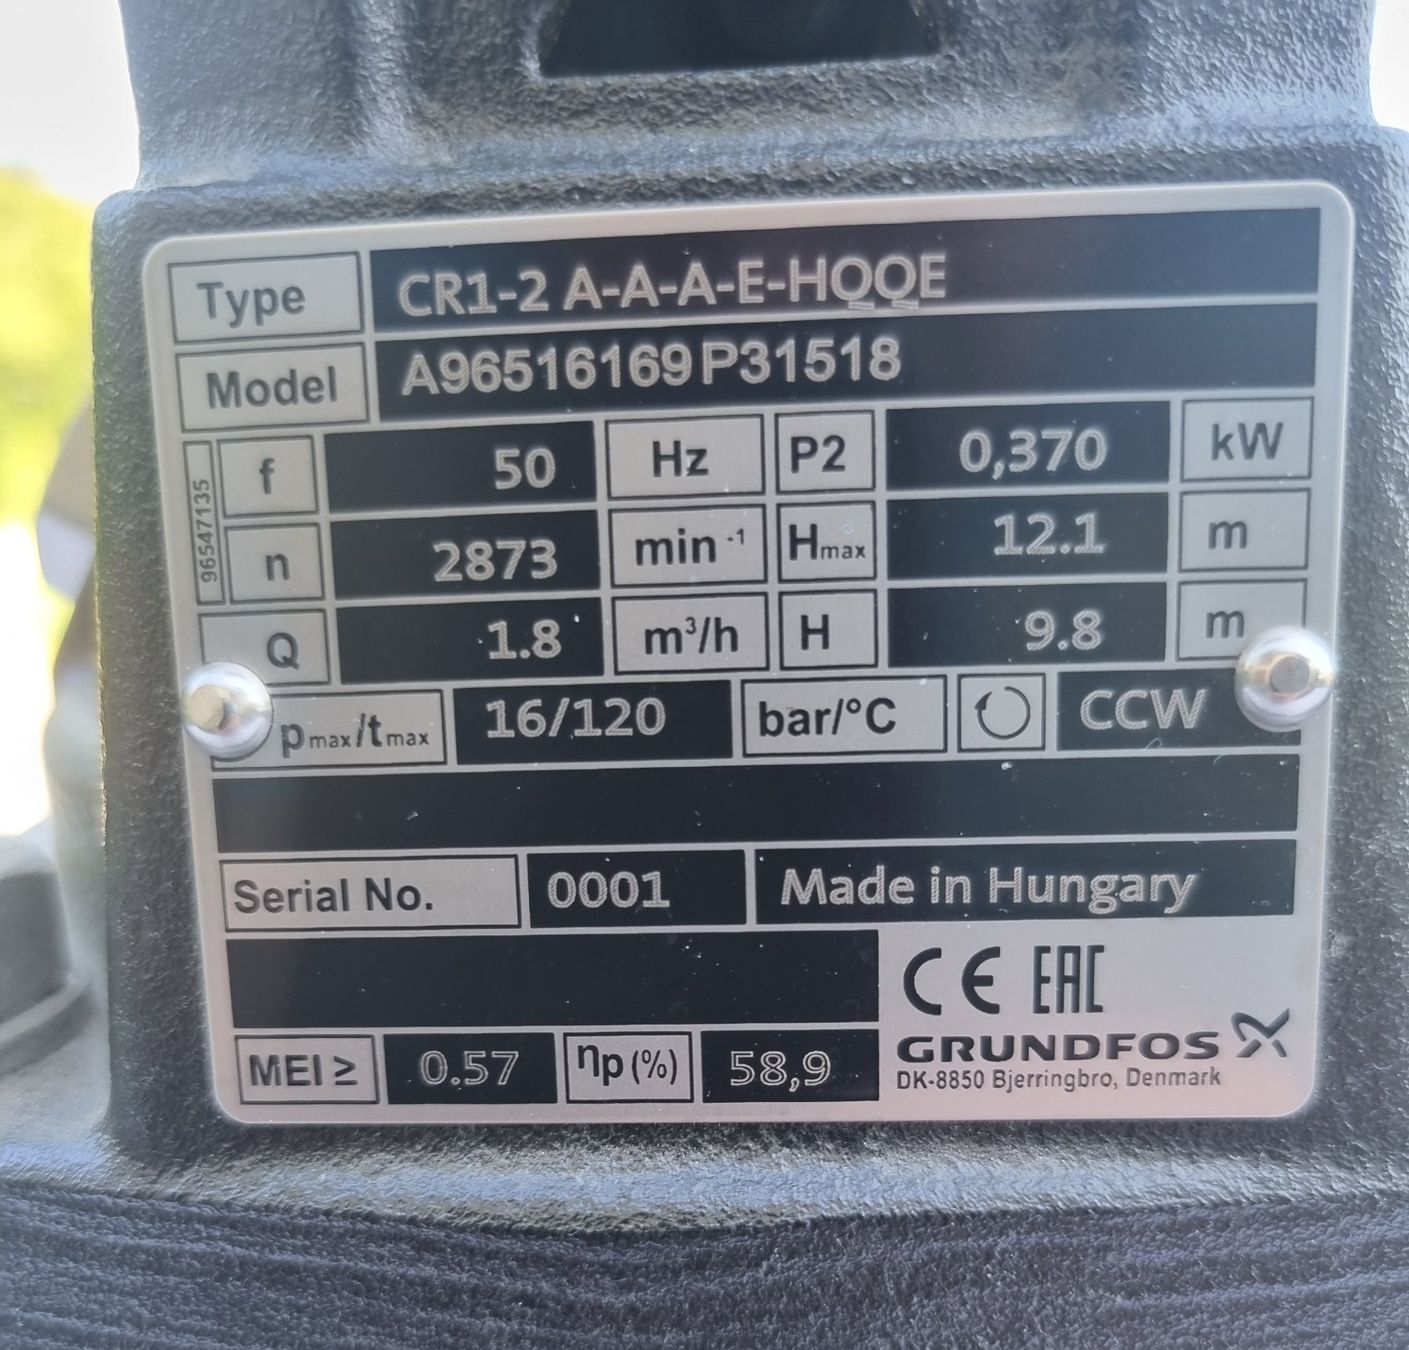 Type CR1-2 A-A-A-E-HQQE
Model A96516169P31518
96547135
f 50 Hz P2 0,370 kW
n 2873 min⁻¹ Hmax 12.1 m
Q 1.8 m³/h H 9.8 m
pmax/tmax 16/120 bar/°C CCW
Serial No. 0001 Made in Hungary
CE EAC
GRUNDFOS
DK-8850 Bjerringbro, Denmark
MEI ≥ 0.57 ηp (%) 58,9